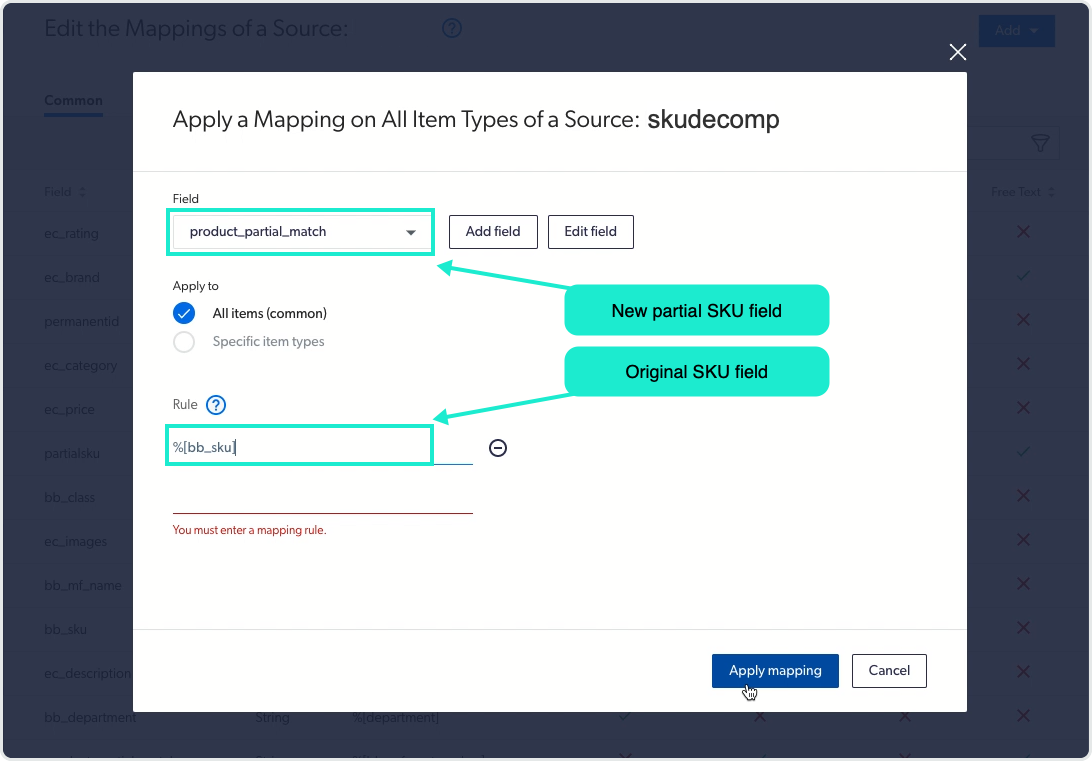 Edit the Mappings of a Source:
Add
Common
Apply a Mapping on All Item Types of a Source: skudecomp
Field
Free Text
Field
product_partial_match
Add field
Edit field
ec_rating
ec_brand
Apply to
New partial SKU field
All items (common)
permanentid
Specific item types
ec_category
Original SKU field
Rule
ec_price
%[bb_sku]
partialsku
bb_class
You must enter a mapping rule.
ec_images
bb_mf_name
bb_sku
ec_description
Apply mapping
Cancel
bb_department
String
%[department]